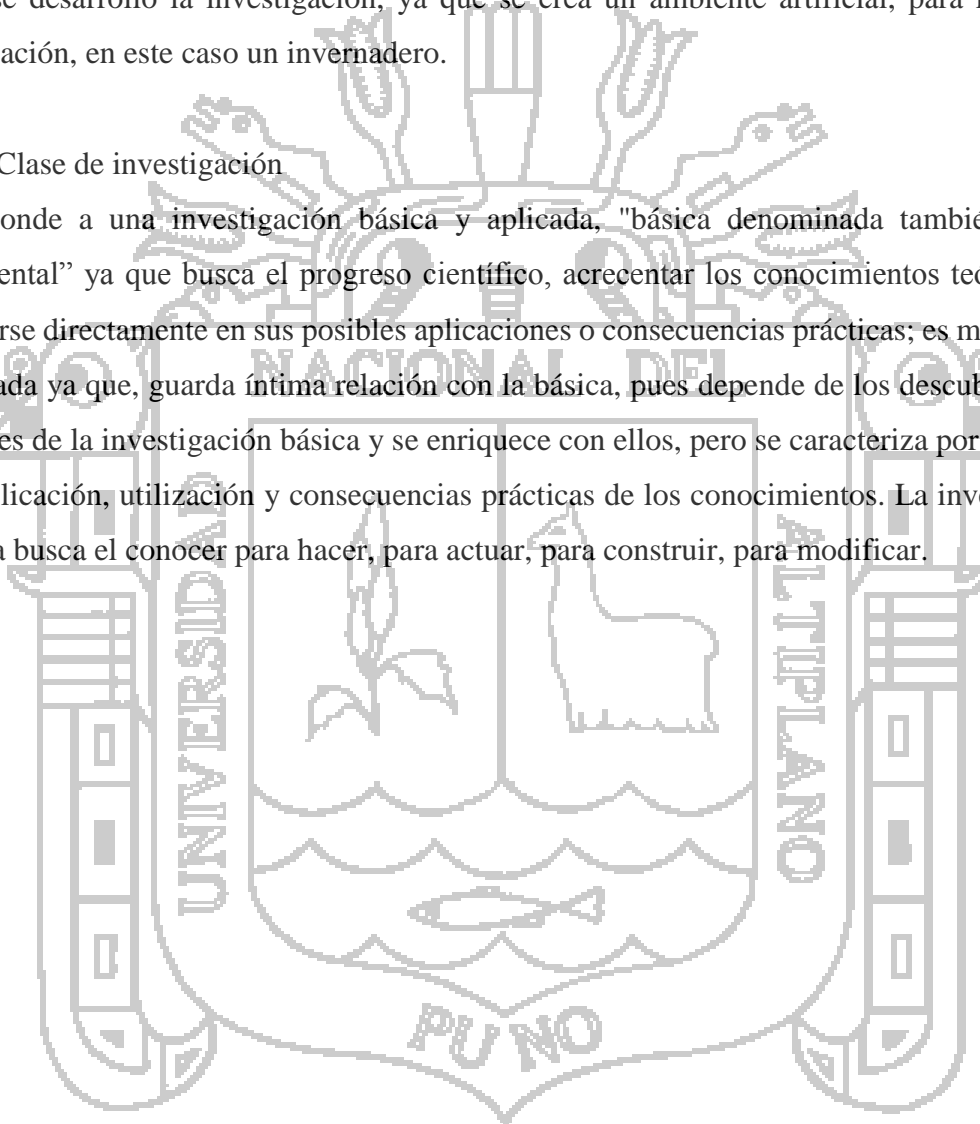 se desarrolló la investigación, ya que se crea un ambiente artificial, para
ación, en este caso un invernadero.
Clase de investigación
onde a una investigación básica y aplicada, "básica denominada tambié
ental” ya que busca el progreso científico, acrecentar los conocimientos teo
rse directamente en sus posibles aplicaciones o consecuencias prácticas; es m
ada ya que, guarda íntima relación con la básica, pues depende de los descub
es de la investigación básica y se enriquece con ellos, pero se caracteriza por
licación, utilización y consecuencias prácticas de los conocimientos. La inve
a busca el conocer para hacer, para actuar, para construir, para modificar.
NACIONAL DEL
UNIVERSIDAD
ALTIPLANO
PUNO